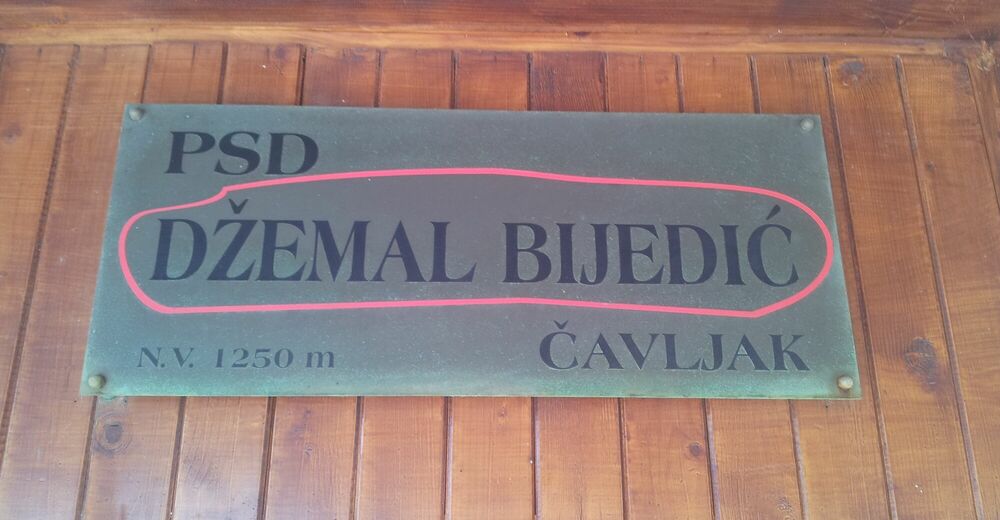 PSD
DŽEMAL BIJEDIĆ
ČAVLJAK
N.V. 1250 m